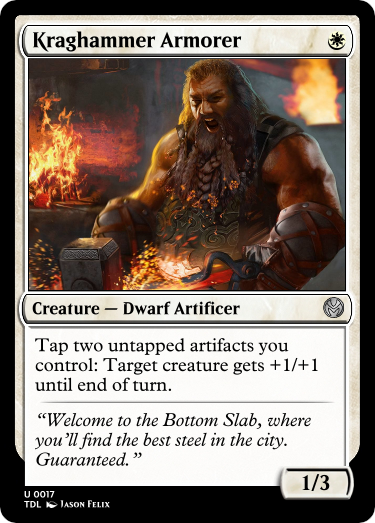 Kraghammer Armorer
Creature — Dwarf Artificer
Tap two untapped artifacts you
control: Target creature gets +1/+1
until end of turn.
“Welcome to the Bottom Slab, where
you’ll find the best steel in the city.
Guaranteed.”
1/3
U 0017
TDL Jason Felix